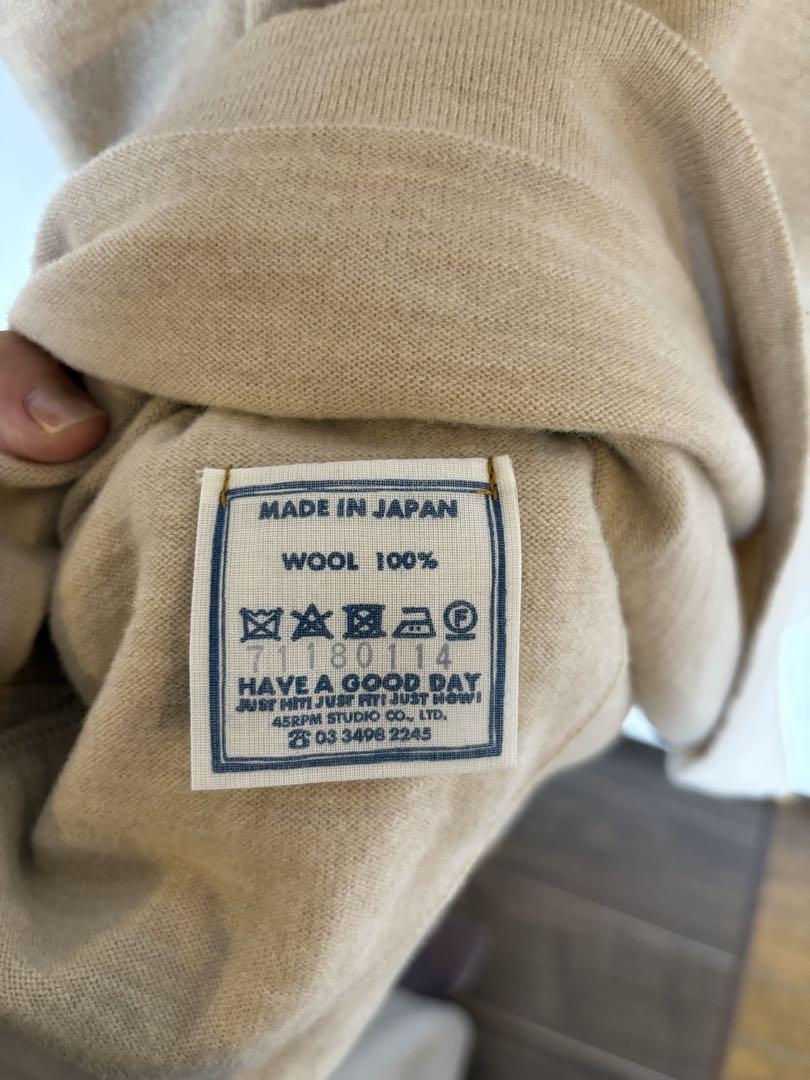 MADE IN JAPAN
WOOL 100%
F
71180114
HAVE A GOOD DAY
JUST HIT! JUST FIT! JUST NOW!
45RPM STUDIO CO., LTD.
☎ 03 3498 2245